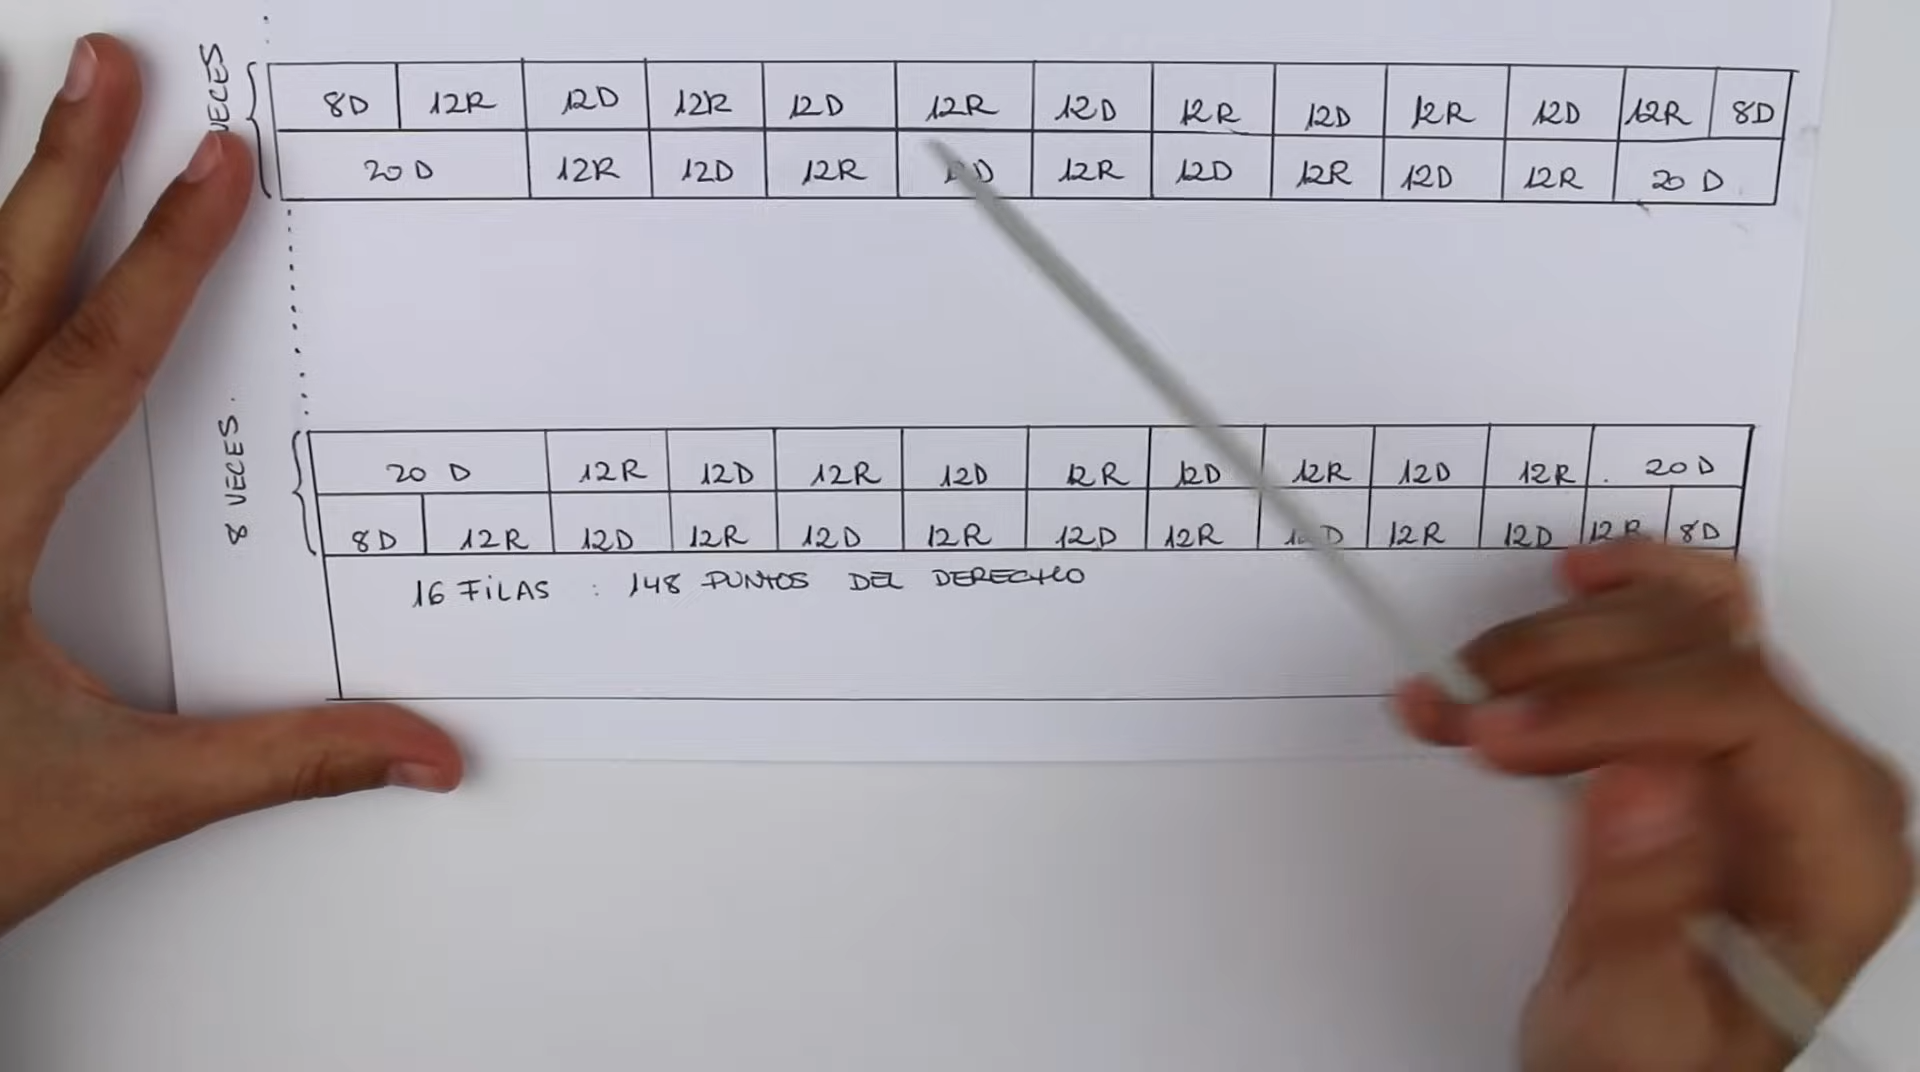 VECES
8D 12R 12D 12R 12D 12R 12D 12R 12D 12R 12D 12R 8D
20 D 12R 12D 12R 12R 12D 12R 12D 12R 20 D
8 VECES.
20 D 12R 12D 12R 12D 12R 12D 12R 12D 12R 20D
8D 12R 12D 12R 12D 12R 12D 12R 12R 12D 12R 8D
16 FILAS : 148 PUNTOS DEL DERECHO